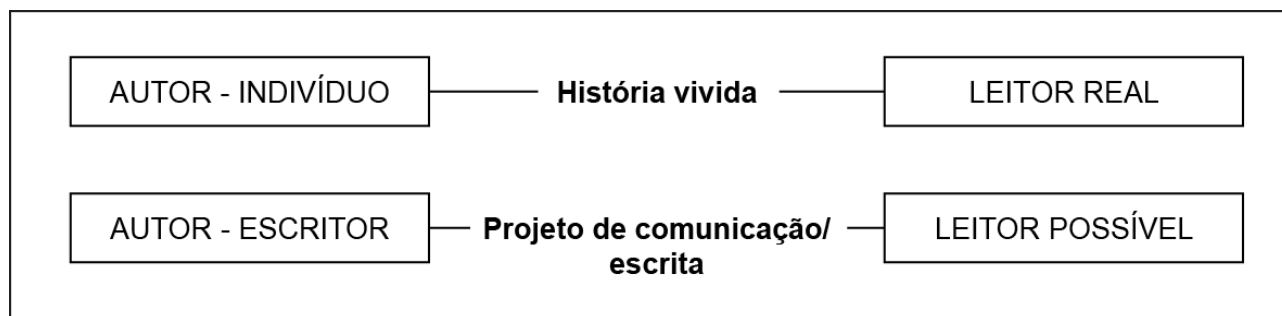 AUTOR - INDIVÍDUO História vivida LEITOR REAL
AUTOR - ESCRITOR Projeto de comunicação/ LEITOR POSSÍVEL
escrita